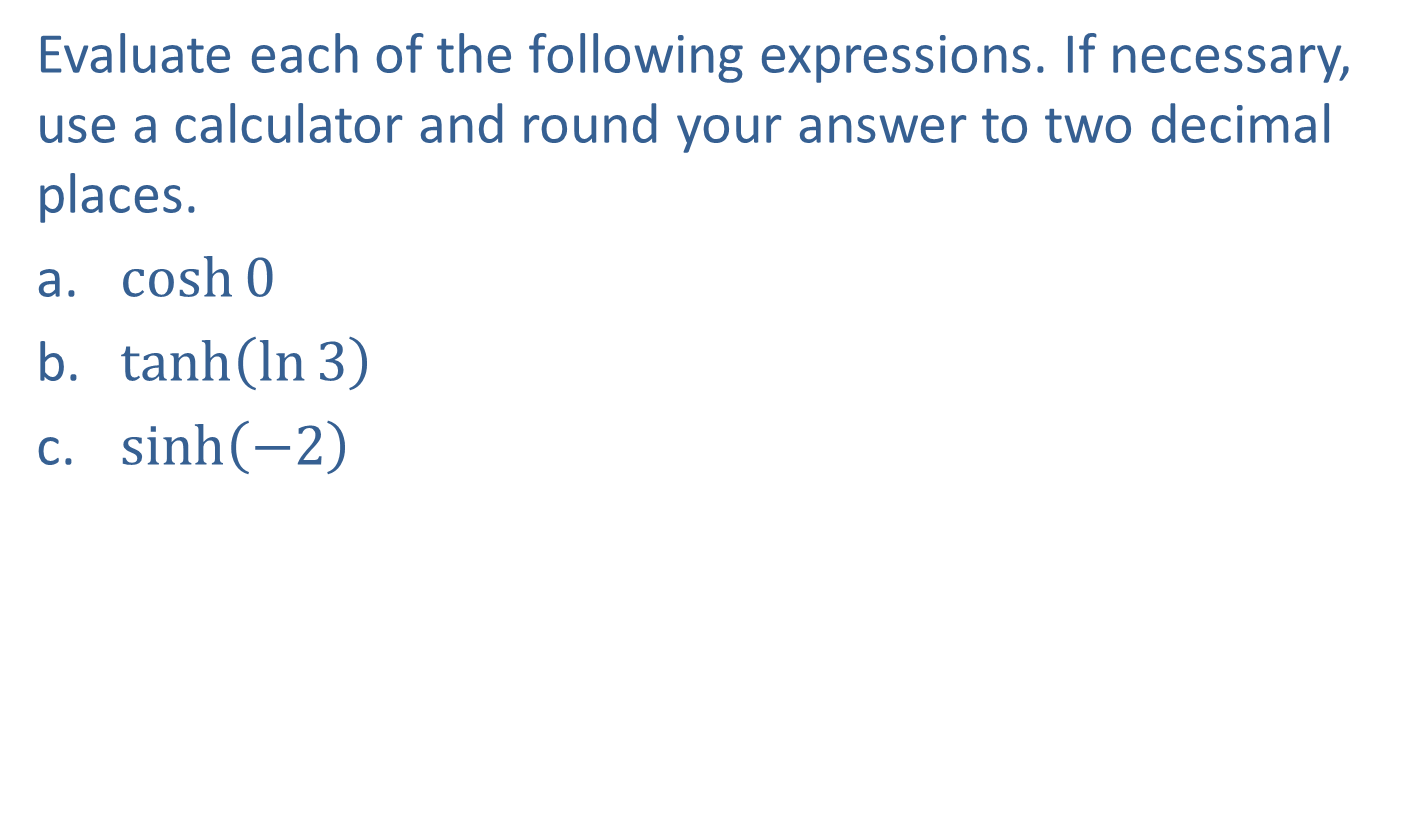 Evaluate each of the following expressions. If necessary,
use a calculator and round your answer to two decimal
places.
a. cosh 0
b. tanh(ln 3)
c. sinh(−2)